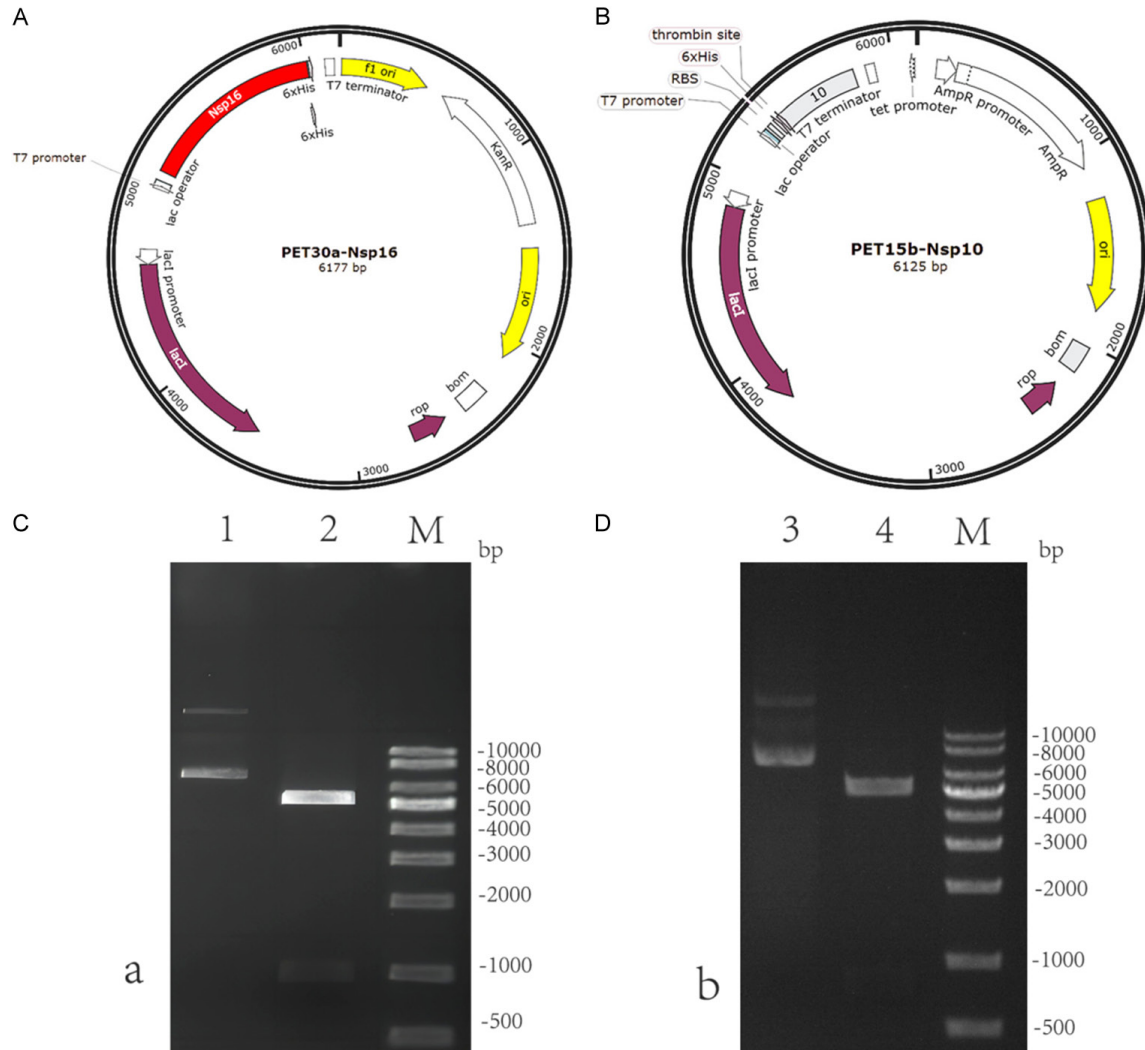 A
6000
f1 ori
T7 terminator
6xHis
6xHis
Nsp16
KanR
1000
T7 promoter
5000
lac operator
lacI promoter
PET30a-Nsp16
6177 bp
ori
2000
lacI
4000
rop
bom
3000
B
thrombin site
6xHis
RBS
T7 promoter
6000
10
T7 terminator
tet promoter
AmpR promoter
AmpR
1000
lac operator
5000
lacI promoter
PET15b-Nsp10
6125 bp
ori
lacI
2000
bom
rop
4000
3000
C
1 2 M
bp
-10000
-8000
-6000
-5000
-4000
-3000
-2000
-1000
-500
a
D
3 4 M
bp
-10000
-8000
-6000
-5000
-4000
-3000
-2000
-1000
-500
b